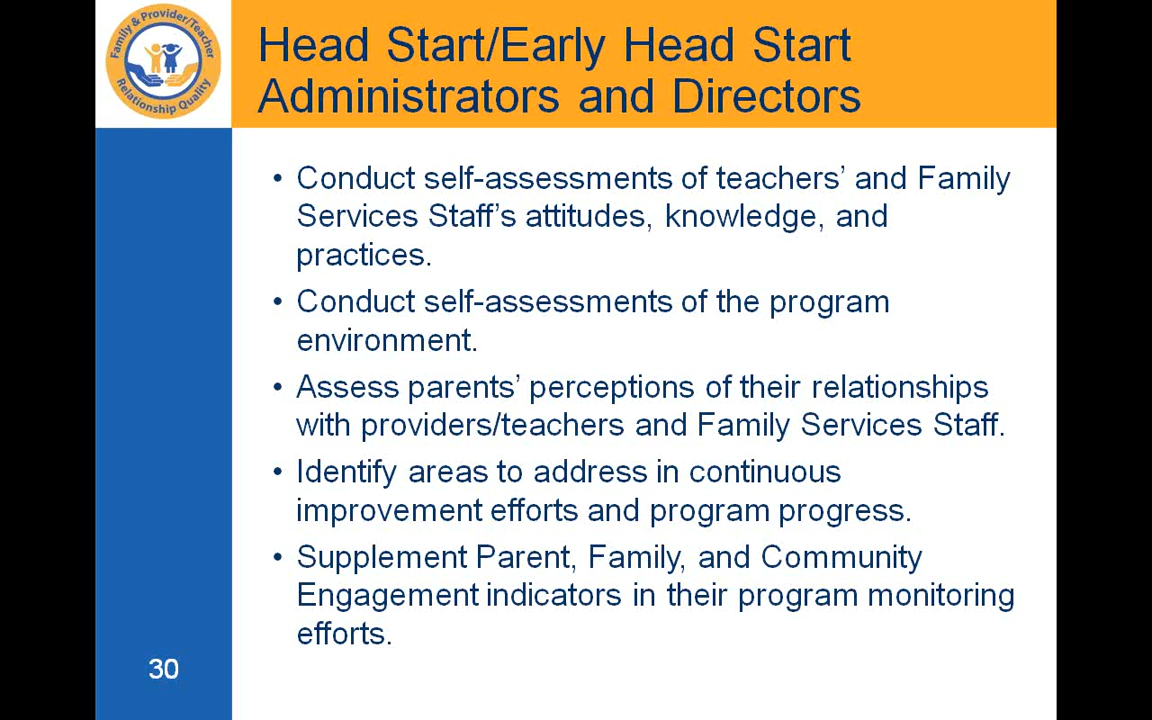 Family & Provider/Teacher
Relationship Quality
Head Start/Early Head Start
Administrators and Directors
• Conduct self-assessments of teachers’ and Family
Services Staff’s attitudes, knowledge, and
practices.
• Conduct self-assessments of the program
environment.
• Assess parents’ perceptions of their relationships
with providers/teachers and Family Services Staff.
• Identify areas to address in continuous
improvement efforts and program progress.
• Supplement Parent, Family, and Community
Engagement indicators in their program monitoring
efforts.
30